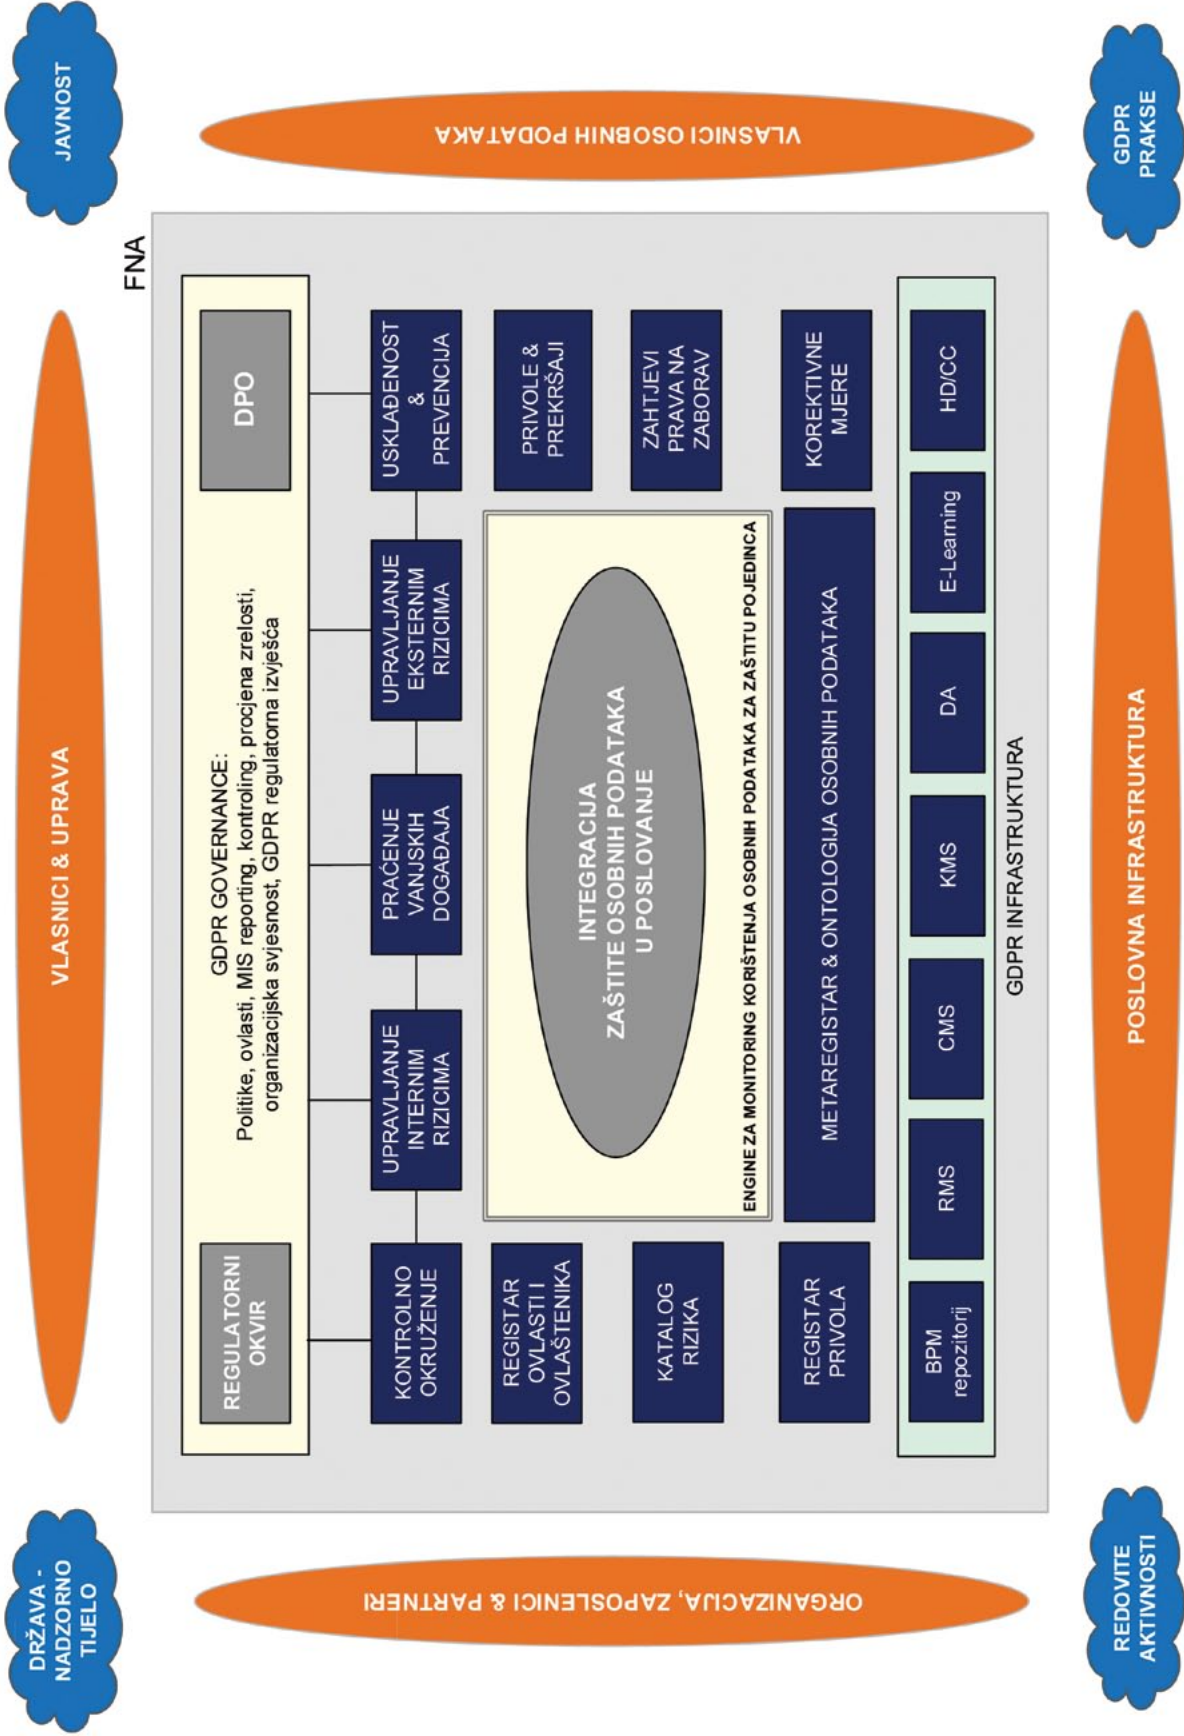 DRŽAVA -
NADZORNO
TIJELO
VLASNICI & UPRAVA
JAVNOST
FNA
REGULATORNI
OKVIR
GDPR GOVERNANCE:
Politike, ovlasti, MIS reporting, kontroling, procjena zrelosti,
organizacijska svjesnost, GDPR regulatorna izvješća
DPO
KONTROLNO
OKRUŽENJE
UPRAVLJANJE
INTERNIM
RIZICIMA
PRAĆENJE
VANJSKIH
DOGAĐAJA
UPRAVLJANJE
EKSTERNIM
RIZICIMA
USKLAĐENOST
&
PREVENCIJA
REGISTAR
OVLASTI I
OVLAŠTENIKA
KATALOG
RIZIKA
REGISTAR
PRIVOLA
INTEGRACIJA
ZAŠTITE OSOBNIH PODATAKA
U POSLOVANJE
ENGINE ZA MONITORING KORIŠTENJA OSOBNIH PODATAKA ZA ZAŠTITU POJEDINCA
METAREGISTAR & ONTOLOGIJA OSOBNIH PODATAKA
PRIVOLE &
PREKRŠAJI
ZAHTJEVI
PRAVA NA
ZABORAV
KOREKTIVNE
MJERE
BPM
repozitorij
RMS
CMS
KMS
DA
E-Learning
HD/CC
GDPR INFRASTRUKTURA
ORGANIZACIJA, ZAPOSLENICI & PARTNERI
VLASNICI OSOBNIH PODATAKA
REDOVITE
AKTIVNOSTI
POSLOVNA INFRASTRUKTURA
GDPR
PRAKSE